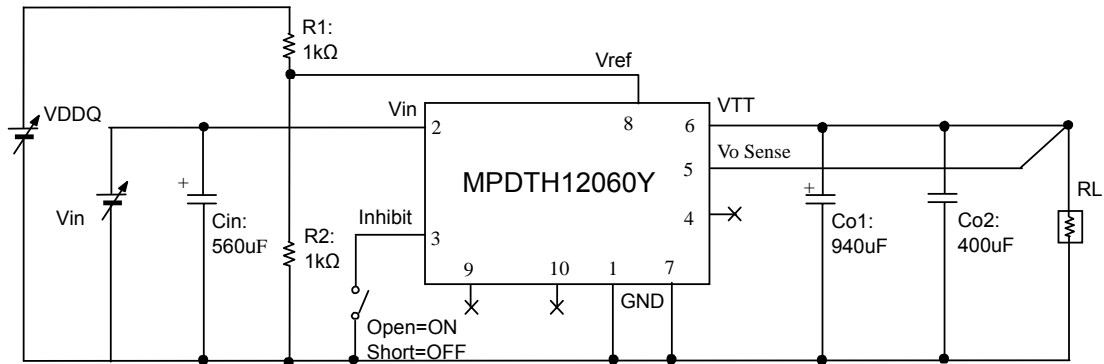 R1:
1kΩ
Vref
VDDQ
Vin
VTT
2
8
6
+
Vo Sense
5
MPDTH12060Y
Vin
Cin:
560uF
Inhibit
3
4
+
Co1:
940uF
Co2:
400uF
RL
R2:
1kΩ
9
10
1
7
GND
Open=ON
Short=OFF